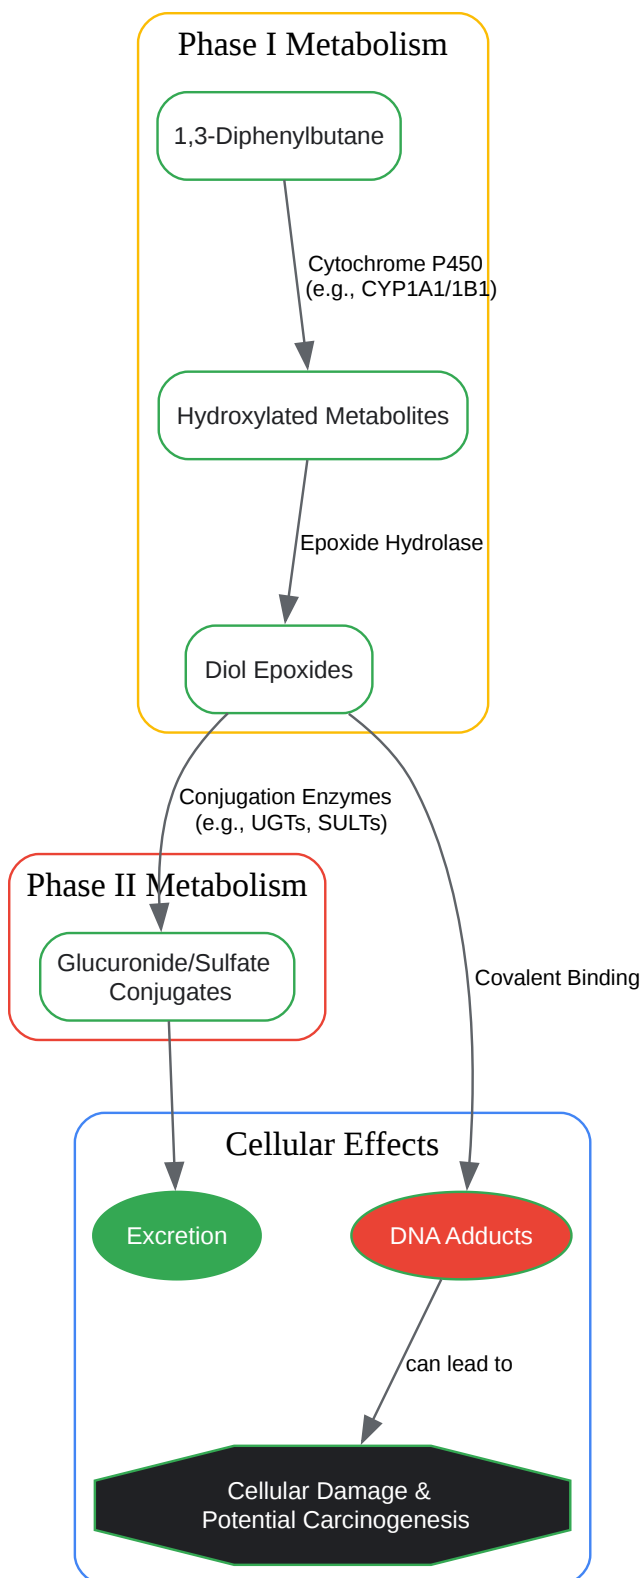 Phase I Metabolism
1,3-Diphenylbutane
Cytochrome P450
(e.g., CYP1A1/1B1)
Hydroxylated Metabolites
Epoxide Hydrolase
Diol Epoxides
Conjugation Enzymes
(e.g., UGTs, SULTs)
Phase II Metabolism
Glucuronide/Sulfate
Conjugates
Covalent Binding
Cellular Effects
Excretion
DNA Adducts
can lead to
Cellular Damage &
Potential Carcinogenesis